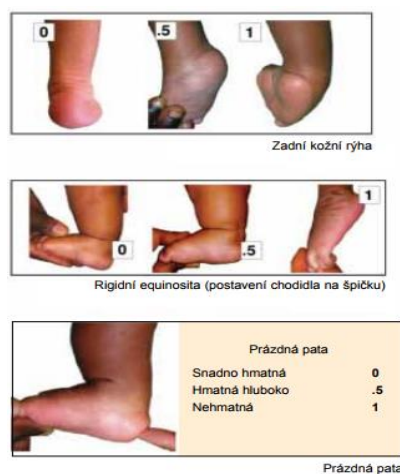 0 .5 1
Zadní kožní rýha
0 .5 1
Rigidní equinosita (postavení chodidla na špičku)
Prázdná pata
Snadno hmatná 0
Hmatná hluboko .5
Nehmatná 1
Prázdná pata